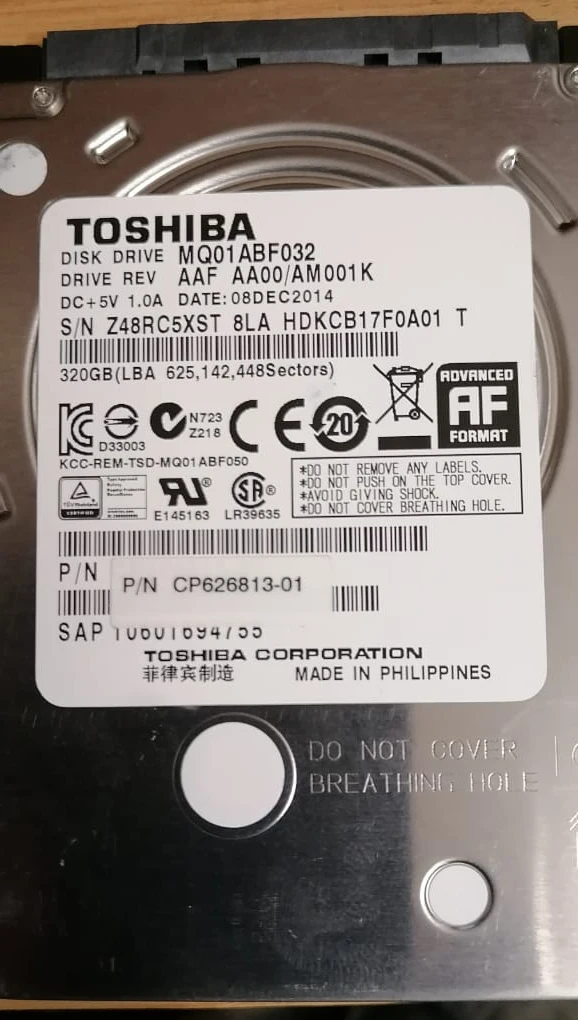 TOSHIBA
DISK DRIVE MQ01ABF032
DRIVE REV AAF AA00/AM001K
DC+5V 1.0A DATE:08DEC2014
S/N Z48RC5XST 8LA HDKCB17F0A01 T
320GB(LBA 625,142,448Sectors)
D33003
N723
Z218
CE
20
ADVANCED
AF
FORMAT
KCC-REM-TSD-MQ01ABF050
*DO NOT REMOVE ANY LABELS.
*DO NOT PUSH ON THE TOP COVER.
*AVOID GIVING SHOCK.
*DO NOT COVER BREATHING HOLE.
E145163
LR39635
P/N
P/N CP626813-01
SAP
TOSHIBA CORPORATION
菲律宾制造 MADE IN PHILIPPINES
DO NOT COVER
BREATHING HOLE